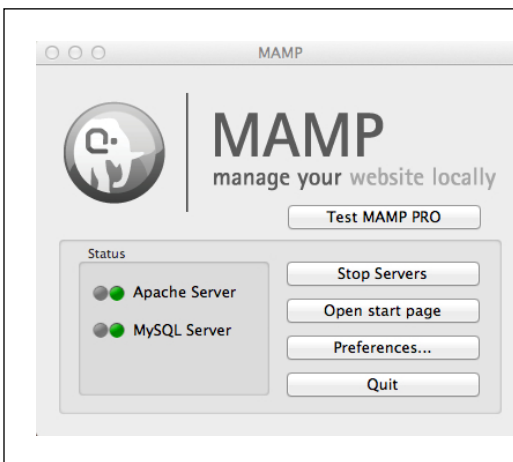 MAMP
MAMP
manage your website locally
Test MAMP PRO
Status
Apache Server
MySQL Server
Stop Servers
Open start page
Preferences...
Quit